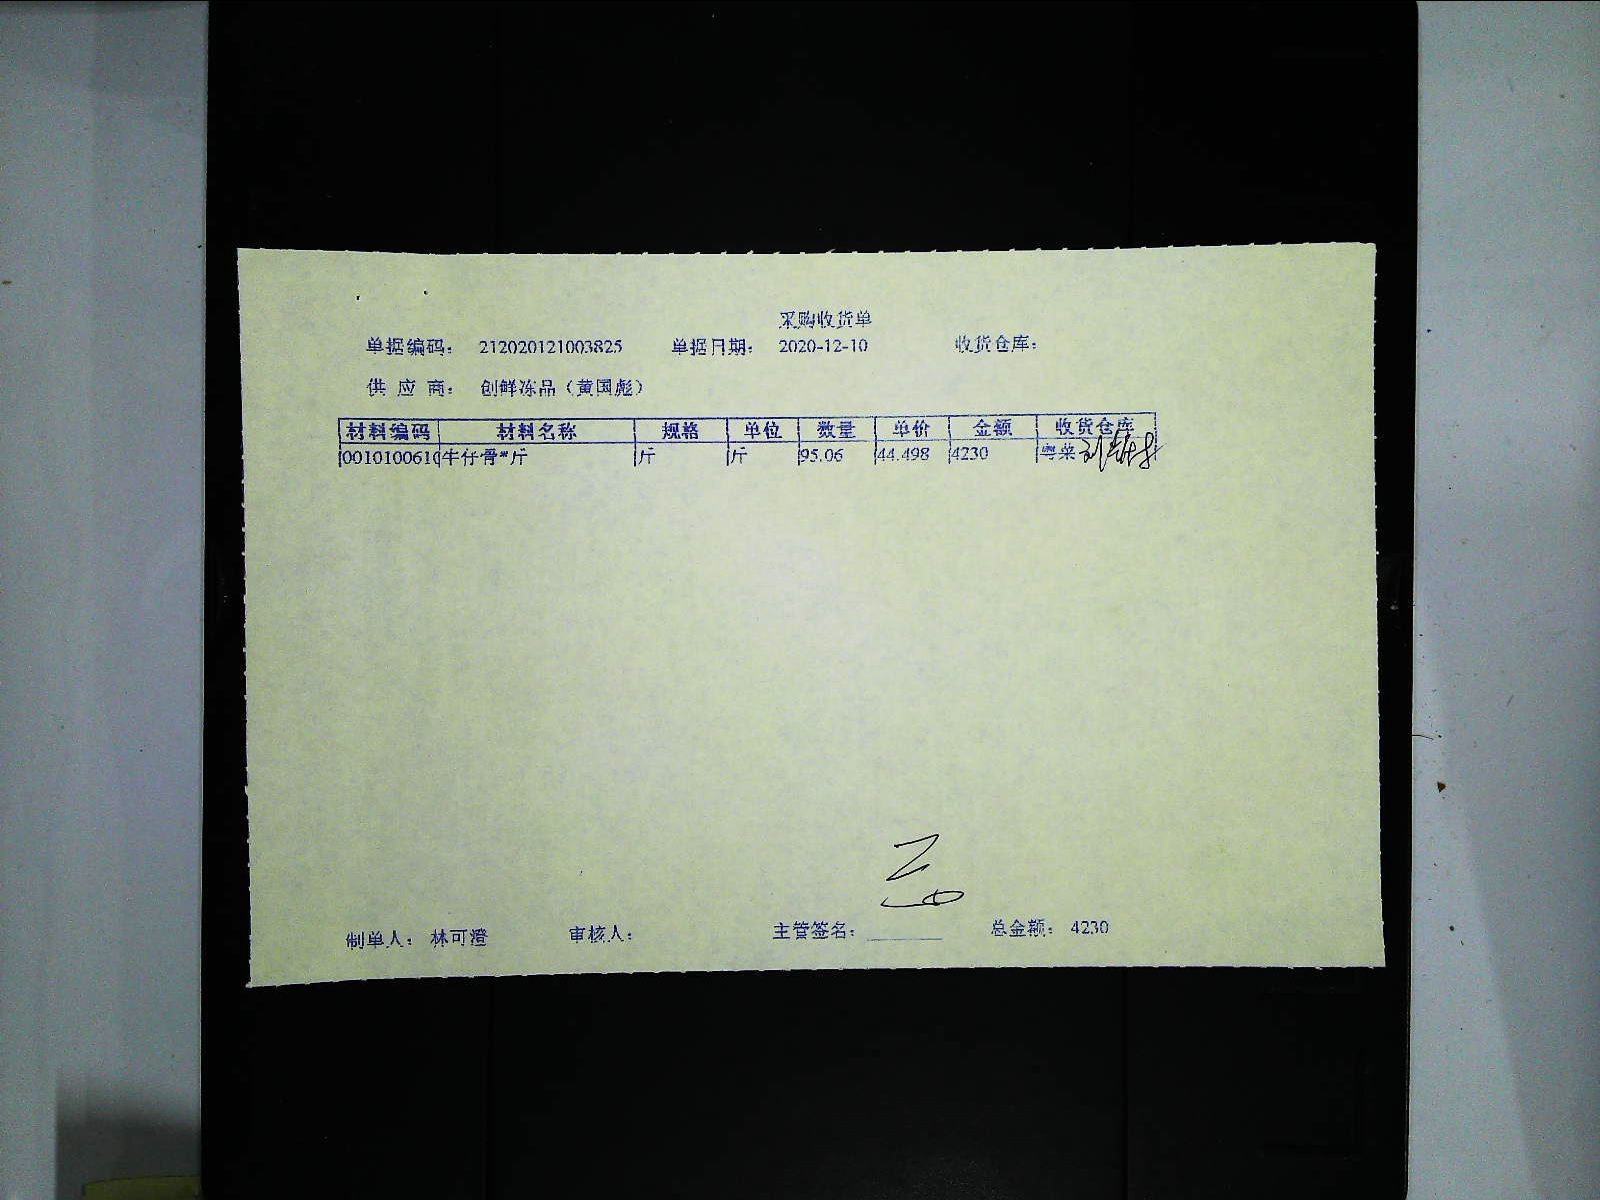 采购收货单
单据编码: 212020121003825 单据日期: 2020-12-10 收货仓库:
供 应 商: 创鲜冻品（黄国彪）
材料编码 材料名称 规格 单位 数量 单价 金额 收货仓库
0010100610 牛仔骨*斤 斤 斤 95.06 44.498 4230 粤菜
制单人: 林可澄 审核人: 主管签名: 总金额: 4230